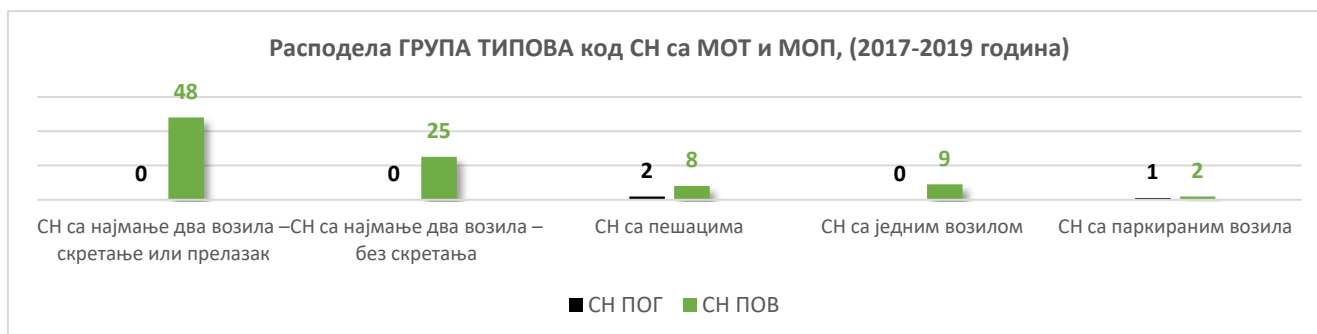 Расподела ГРУПА ТИПОВА код СН са МОТ и МОП, (2017-2019 година)
0 48 0 25 2 8 0 9 1 2
СН са најмање два возила – скретање или прелазак
СН са најмање два возила – без скретања
СН са пешацима
СН са једним возилом
СН са паркираним возила
СН ПОГ СН ПОВ